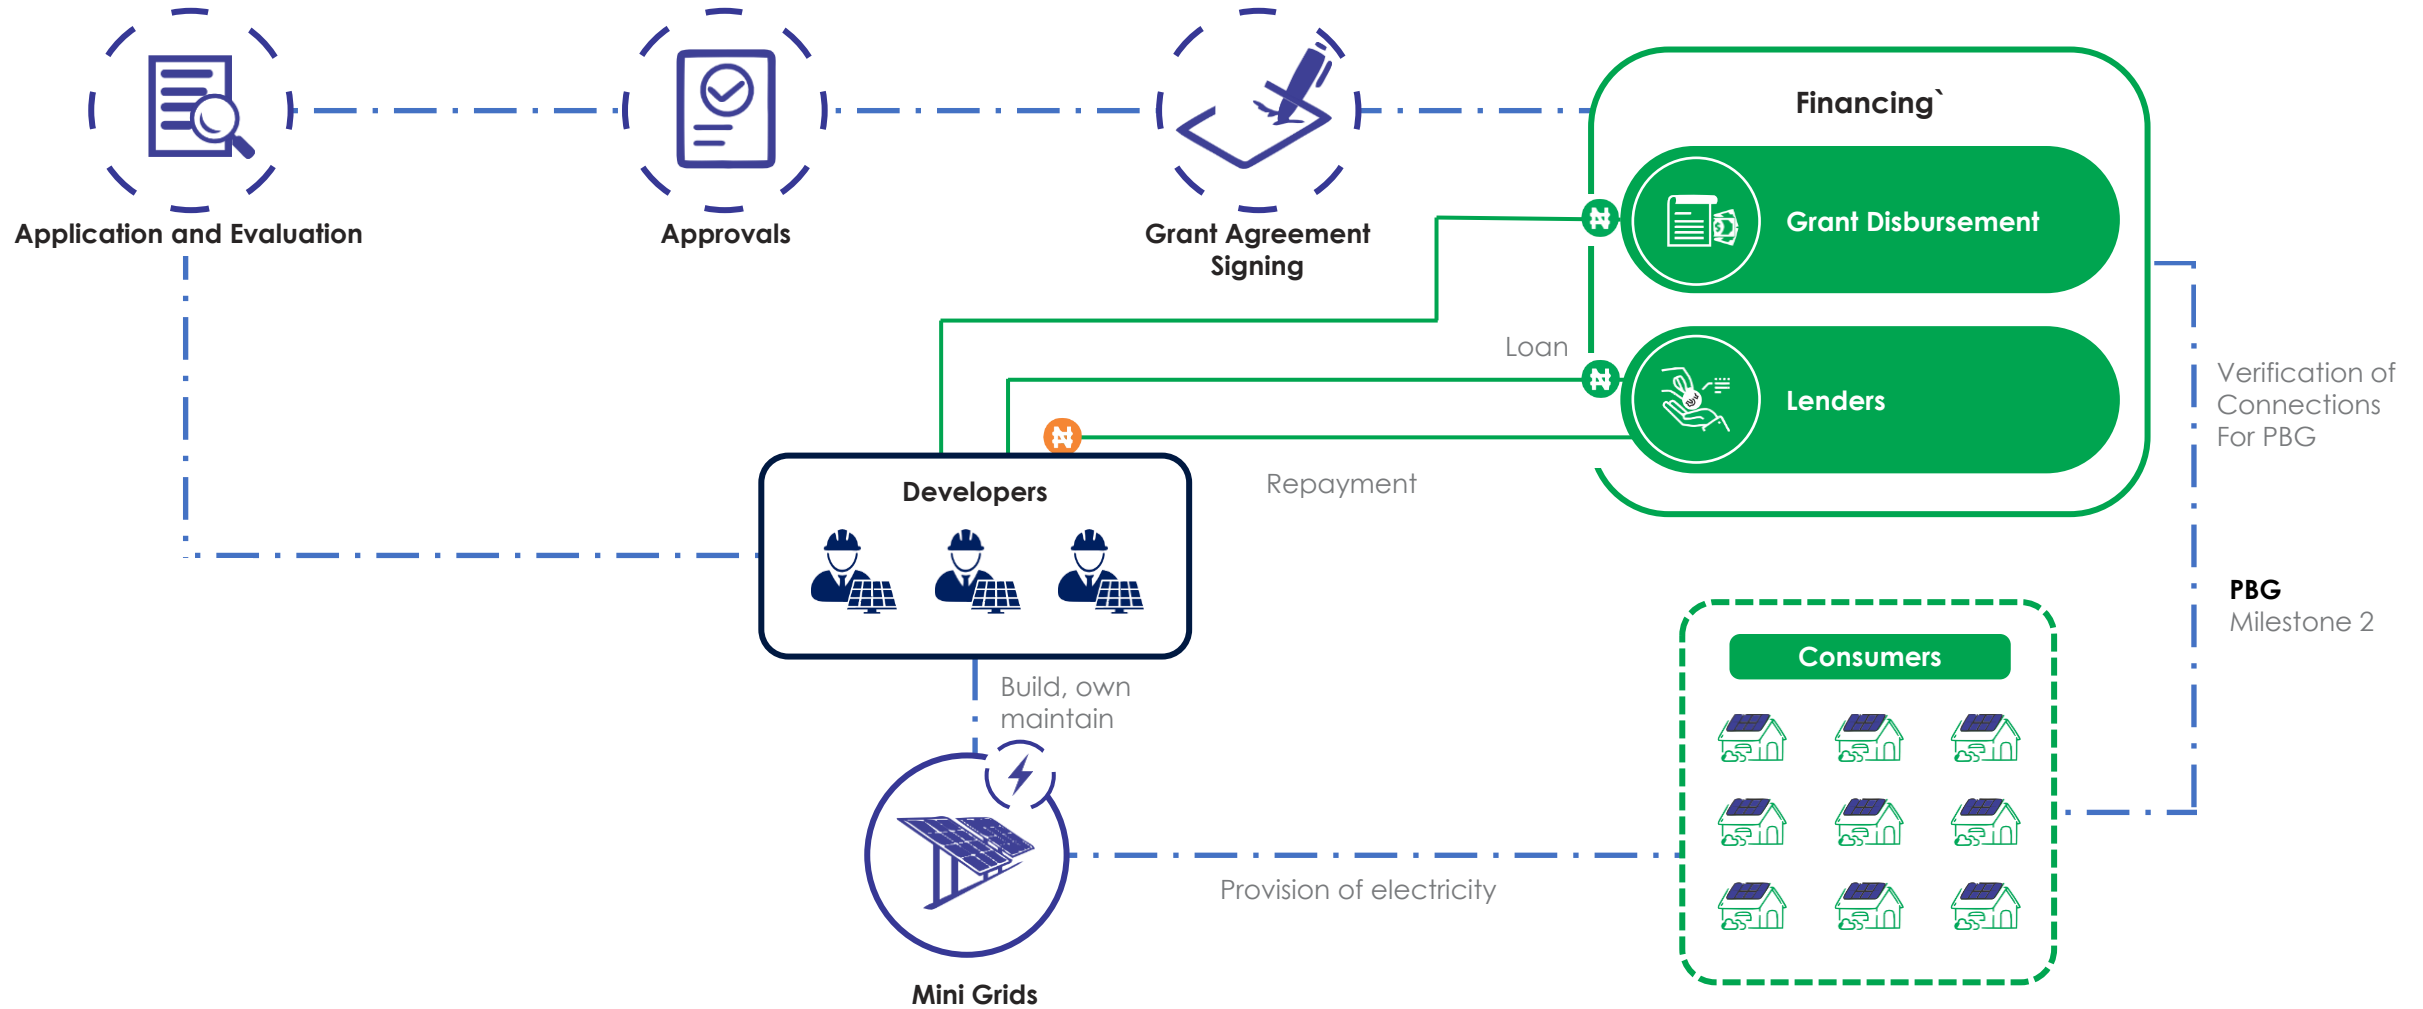 Financing`
Application and Evaluation
Approvals
Grant Agreement
Signing
Grant Disbursement
Loan
Lenders
Verification of
Connections
For PBG
Developers
Repayment
PBG
Milestone 2
Consumers
Build, own
maintain
Provision of electricity
Mini Grids